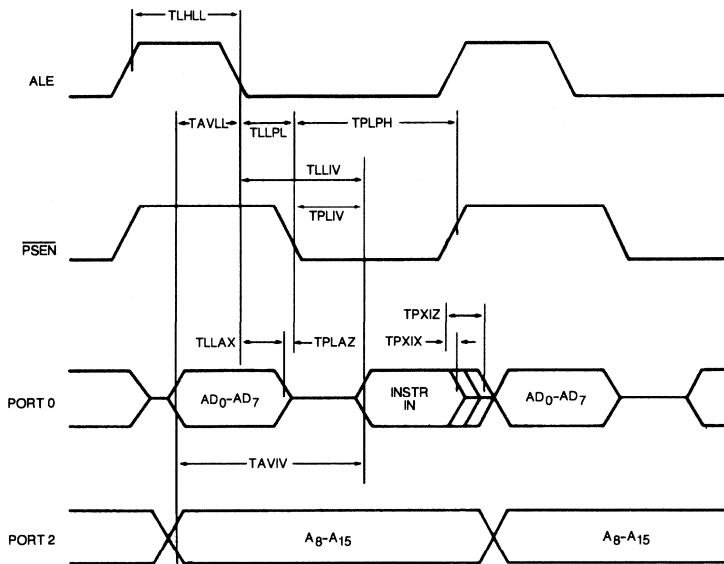 TLHLL
ALE
TAVLL TLLPL TPLPH
TLLIV
TPLIV
PSEN
TPXIZ
TLLAX TPLAZ TPXIX
PORT 0 AD0–AD7 INSTR IN AD0–AD7
TAVIV
PORT 2 A8–A15 A8–A15